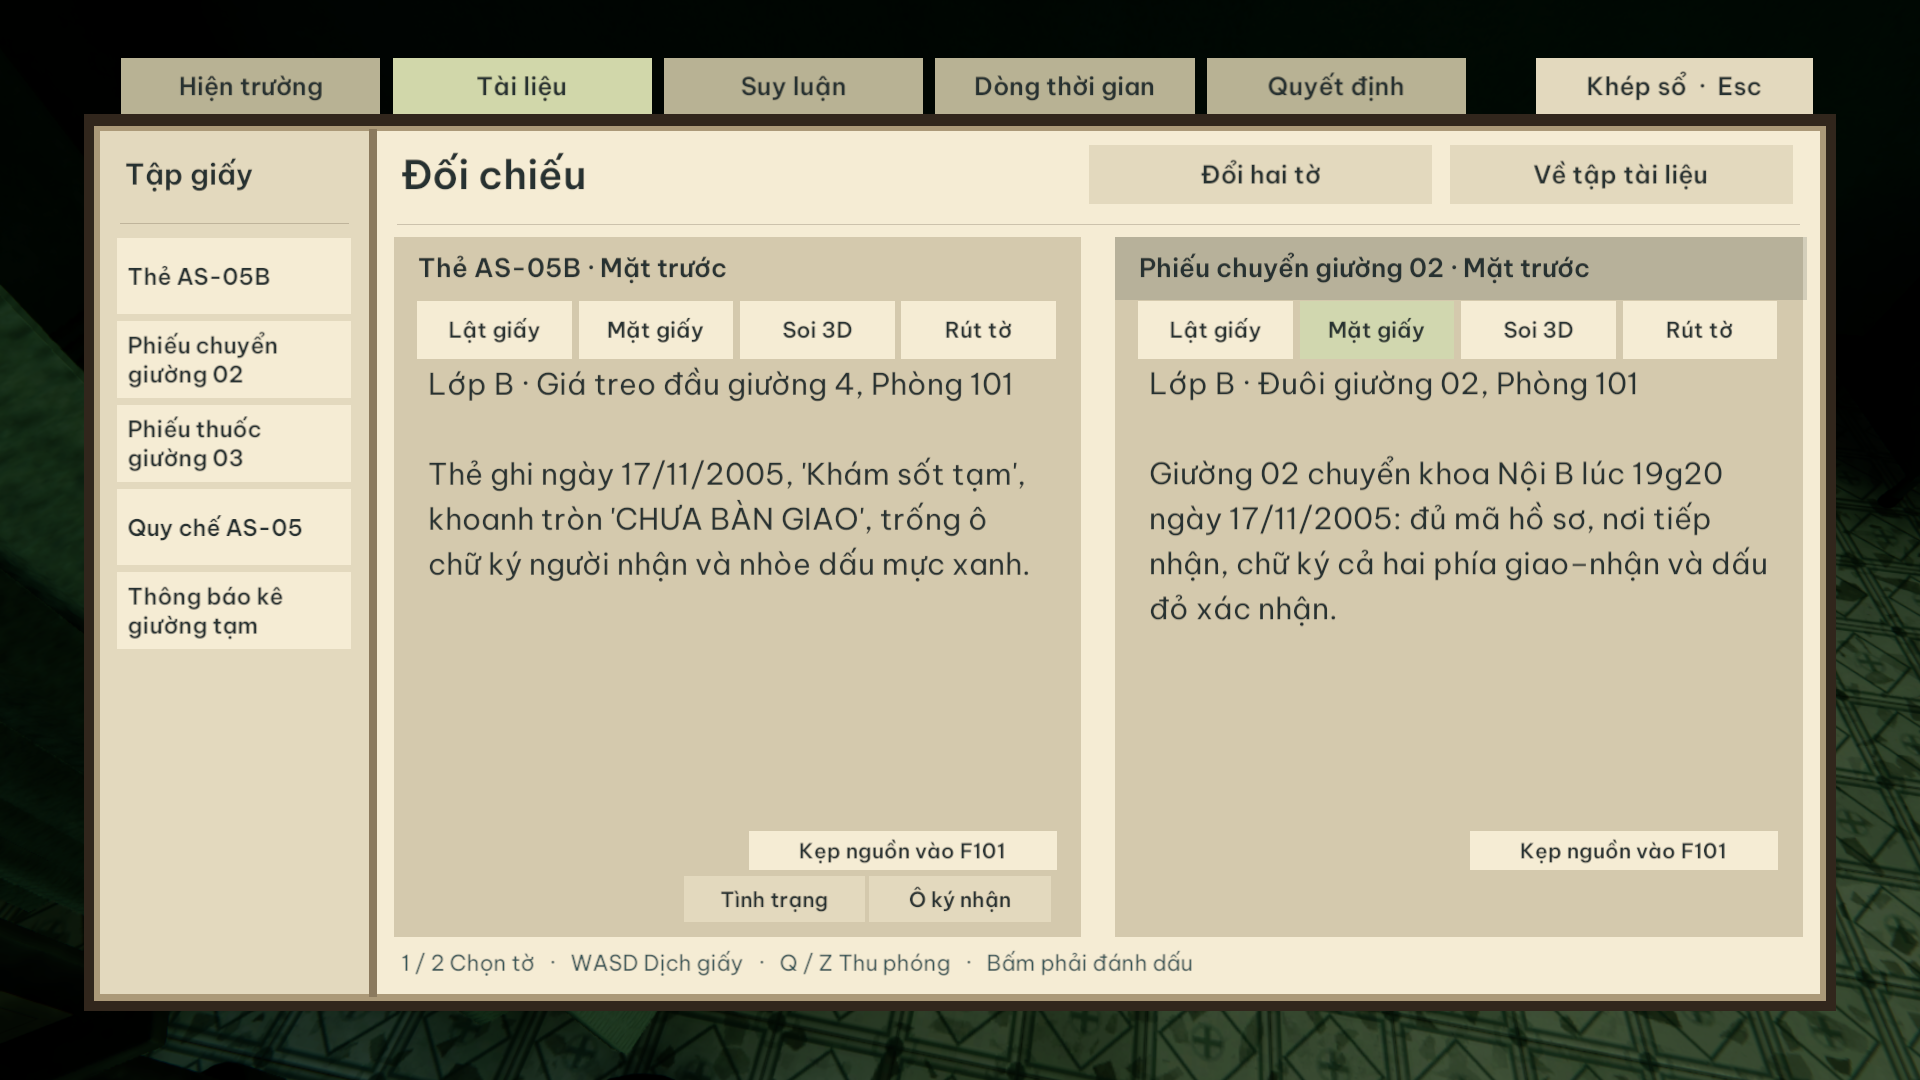 Hiện trường
Tài liệu
Suy luận
Dòng thời gian
Quyết định
Khép sổ · Esc
Tập giấy
Thẻ AS-05B
Phiếu chuyển
giường 02
Phiếu thuốc
giường 03
Quy chế AS-05
Thông báo kê
giường tạm
Đối chiếu
Đổi hai tờ
Về tập tài liệu
Thẻ AS-05B · Mặt trước
Lật giấy
Mặt giấy
Soi 3D
Rút tờ
Lớp B · Giá treo đầu giường 4, Phòng 101
Thẻ ghi ngày 17/11/2005, 'Khám sốt tạm',
khoanh tròn 'CHƯA BÀN GIAO', trống ô
chữ ký người nhận và nhòe dấu mực xanh.
Kẹp nguồn vào F101
Tình trạng
Ô ký nhận
Phiếu chuyển giường 02 · Mặt trước
Lật giấy
Mặt giấy
Soi 3D
Rút tờ
Lớp B · Đuôi giường 02, Phòng 101
Giường 02 chuyển khoa Nội B lúc 19g20
ngày 17/11/2005: đủ mã hồ sơ, nơi tiếp
nhận, chữ ký cả hai phía giao–nhận và dấu
đỏ xác nhận.
Kẹp nguồn vào F101
1 / 2 Chọn tờ · WASD Dịch giấy · Q / Z Thu phóng · Bấm phải đánh dấu